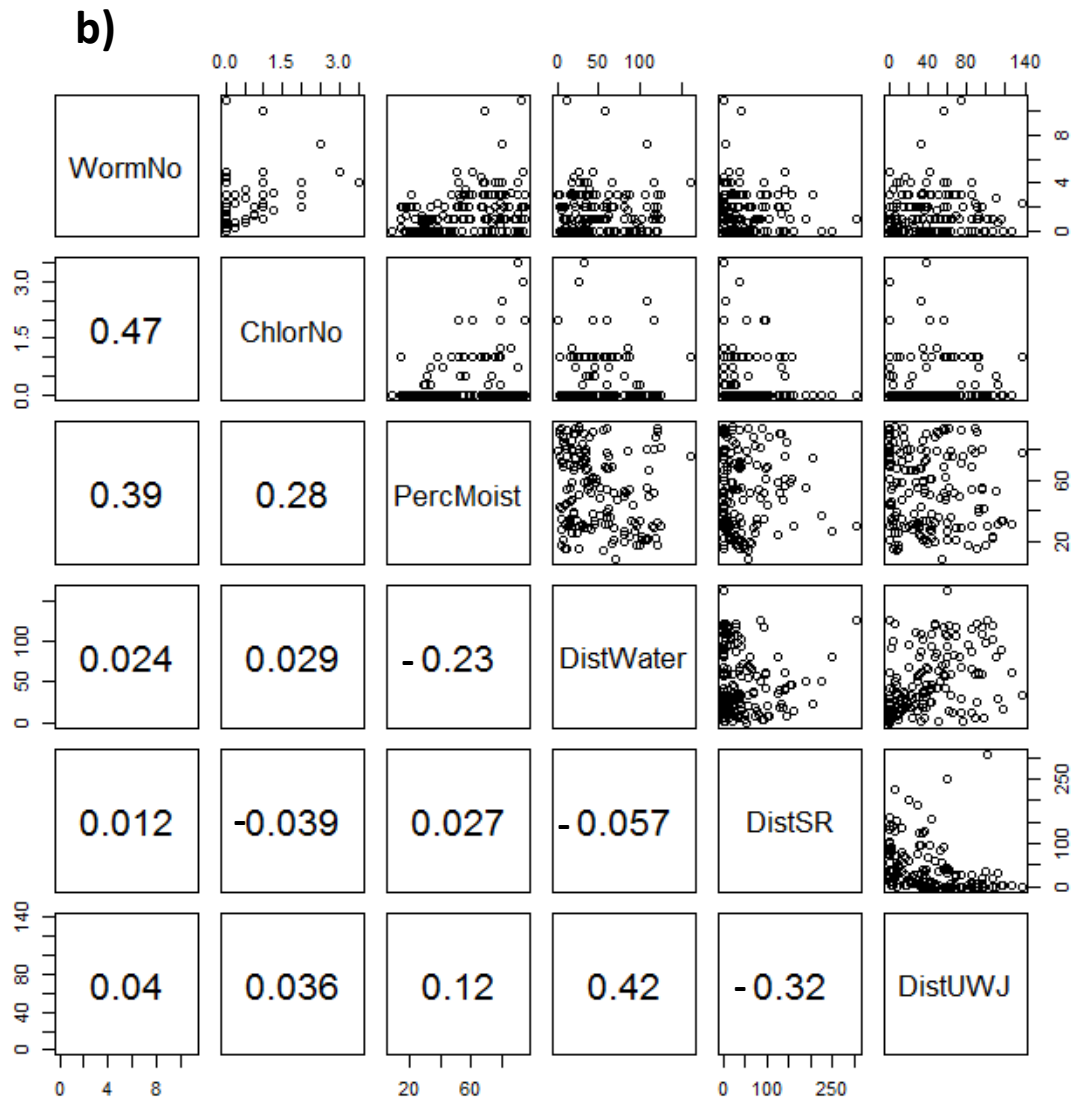 b)
0.0 1.5 3.0 0 50 100 0 40 80 140
WormNo 0 4 8
0.0 1.5 3.0 0.47 ChlorNo
0.39 0.28 PercMoist 20 60
0 50 100 0.024 0.029 -0.23 DistWater
0.012 -0.039 0.027 -0.057 DistSR 0 100 250
0 40 80 140 0.04 0.036 0.12 0.42 -0.32 DistUWJ
0 4 8 20 60 0 100 250